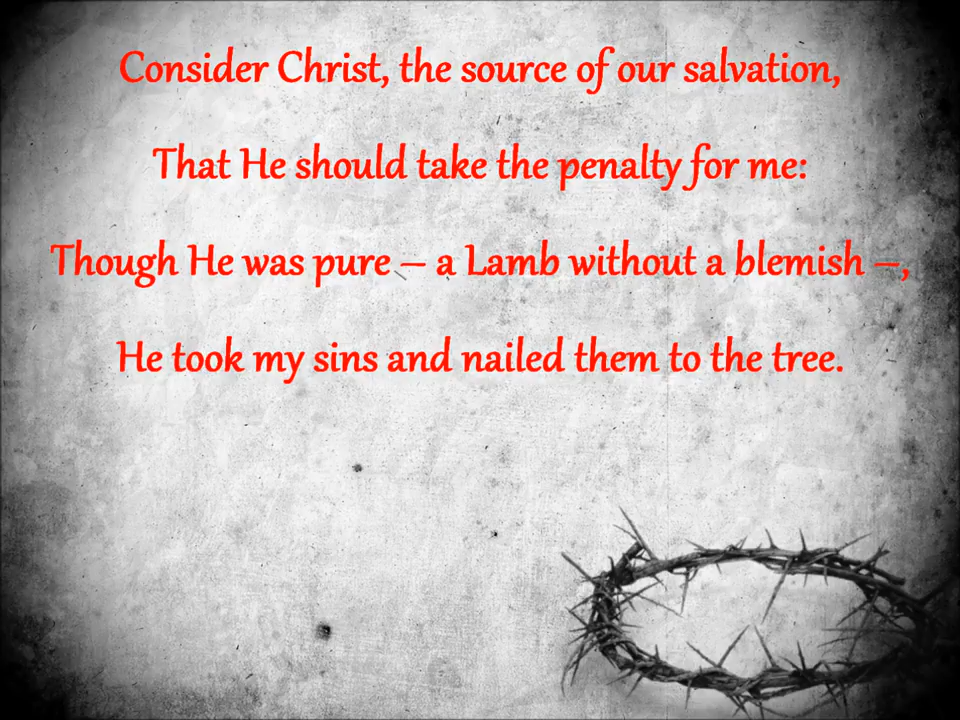 Consider Christ, the source of our salvation,
That He should take the penalty for me:
Though He was pure – a Lamb without a blemish –,
He took my sins and nailed them to the tree.